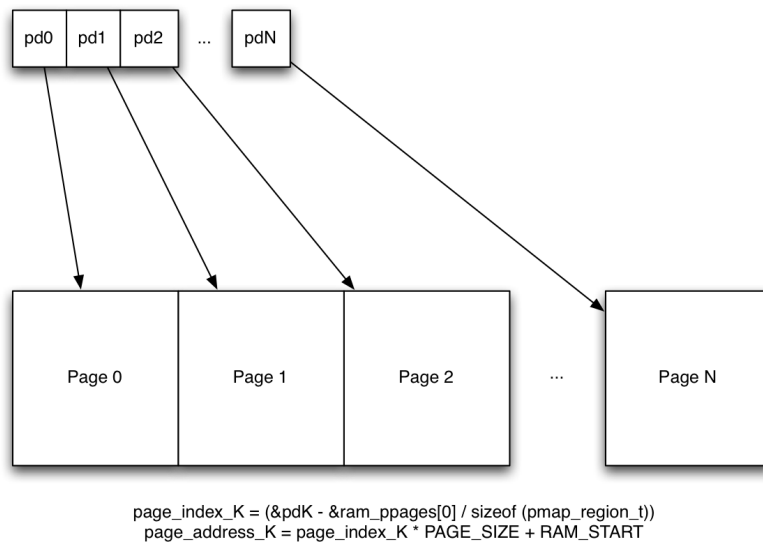 pd0 pd1 pd2 ... pdN
Page 0 Page 1 Page 2 ... Page N
page_index_K = (&pdK - &ram_ppages[0] / sizeof (pmap_region_t))
page_address_K = page_index_K * PAGE_SIZE + RAM_START